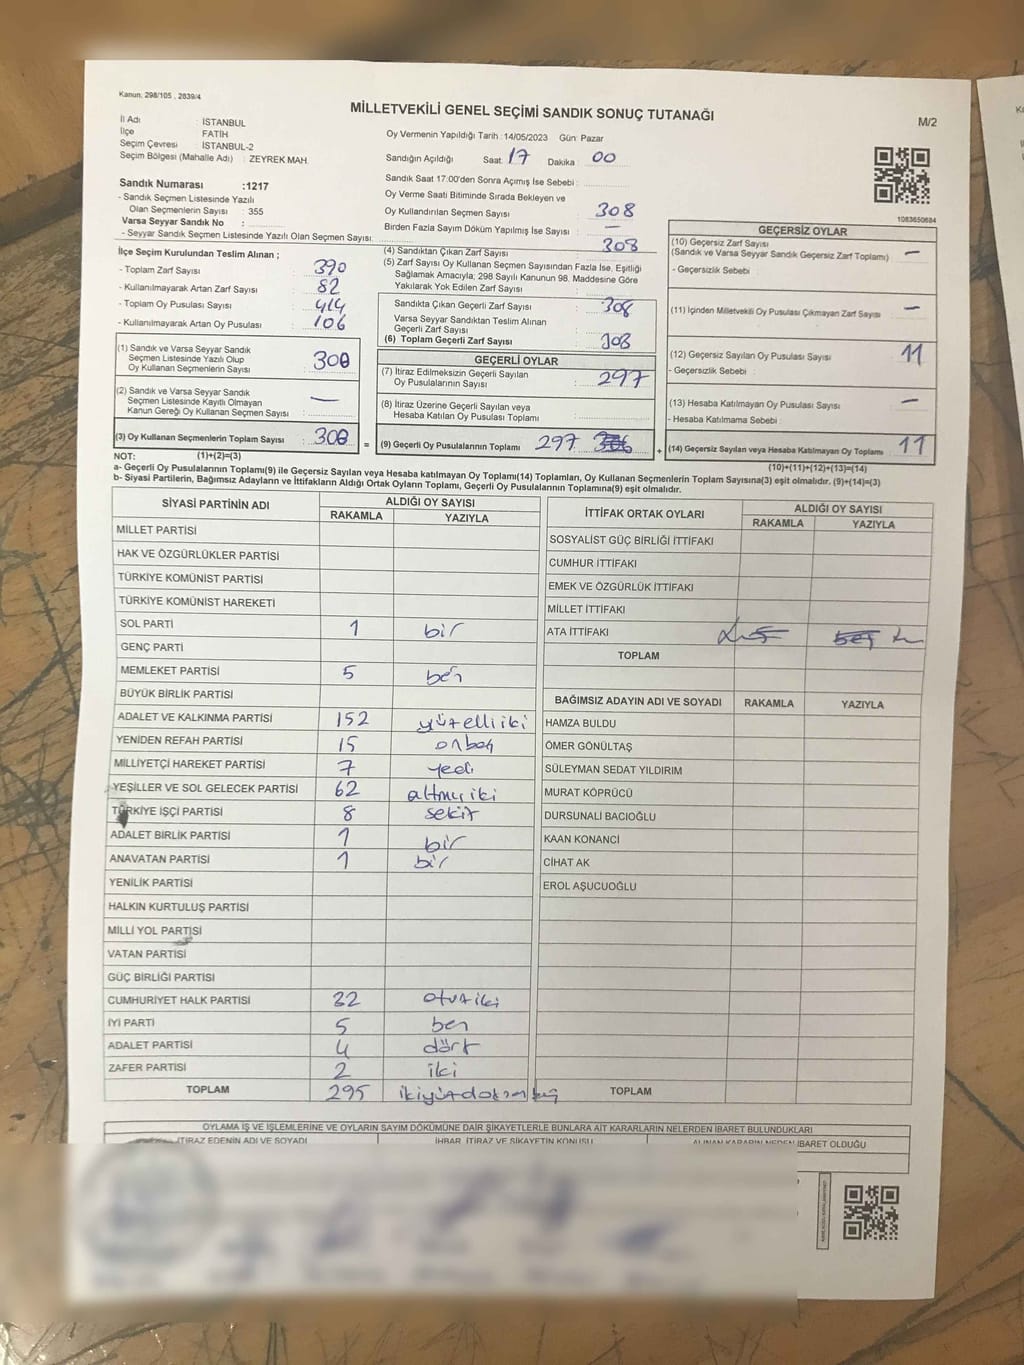 Kanun. 298/105 , 2839/4
MİLLETVEKİLİ GENEL SEÇİMİ SANDIK SONUÇ TUTANAĞI
M/2
İl Adı : İSTANBUL
İlçe FATİH
Seçim Çevresi : İSTANBUL-2
Seçim Bölgesi (Mahalle Adı) : ZEYREK MAH.
Sandık Numarası :1217
- Sandık Seçmen Listesinde Yazılı
Olan Seçmenlerin Sayısı : 355
Varsa Seyyar Sandık No :
- Seyyar Sandık Seçmen Listesinde Yazılı Olan Seçmen Sayısı:
Oy Vermenin Yapıldığı Tarih : 14/05/2023 Gün: Pazar
Sandığın Açıldığı Saat: 17 Dakika : 00
Sandık Saat 17:00'den Sonra Açımış İse Sebebi :
Oy Verme Saati Bitiminde Sırada Bekleyen ve
Oy Kullandırılan Seçmen Sayısı : 308
Birden Fazla Sayım Döküm Yapılmış İse Sayısı : —
1083650684
İlçe Seçim Kurulundan Teslim Alınan ;
- Toplam Zarf Sayısı : 390
- Kullanılmayarak Artan Zarf Sayısı : 82
- Toplam Oy Pusulası Sayısı : 414
- Kullanılmayarak Artan Oy Pusulası : 106
(4) Sandıktan Çıkan Zarf Sayısı : 308
(5) Zarf Sayısı Oy Kullanan Seçmen Sayısından Fazla İse, Eşitliği
Sağlamak Amacıyla; 298 Sayılı Kanunun 98. Maddesine Göre
Yakılarak Yok Edilen Zarf Sayısı :
Sandıkta Çıkan Geçerli Zarf Sayısı : 308
Varsa Seyyar Sandıktan Teslim Alınan
Geçerli Zarf Sayısı :
(6) Toplam Geçerli Zarf Sayısı : 308
GEÇERSİZ OYLAR
(10) Geçersiz Zarf Sayısı : —
(Sandık ve Varsa Seyyar Sandık Geçersiz Zarf Toplamı)
- Geçersizlik Sebebi :
(11) İçinden Milletvekili Oy Pusulası Çıkmayan Zarf Sayısı : —
(12) Geçersiz Sayılan Oy Pusulası Sayısı : 11
- Geçersizlik Sebebi :
(13) Hesaba Katılmayan Oy Pusulası Sayısı : —
- Hesaba Katılmama Sebebi :
(14) Geçersiz Sayılan veya Hesaba Katılmayan Oy Toplamı : 11
(10)+(11)+(12)+(13)=(14)
(1) Sandık ve Varsa Seyyar Sandık
Seçmen Listesinde Yazılı Olup
Oy Kullanan Seçmenlerin Sayısı : 308
(2) Sandık ve Varsa Seyyar Sandık
Seçmen Listesinde Kayıtlı Olmayan
Kanun Gereği Oy Kullanan Seçmen Sayısı : —
(3) Oy Kullanan Seçmenlerin Toplam Sayısı : 308 =
GEÇERLİ OYLAR
(7) İtiraz Edilmeksizin Geçerli Sayılan
Oy Pusulalarının Sayısı : 297
(8) İtiraz Üzerine Geçerli Sayılan veya
Hesaba Katılan Oy Pusulası Toplamı :
(9) Geçerli Oy Pusulalarının Toplamı : 297 +
NOT: (1)+(2)=(3)
a- Geçerli Oy Pusulalarının Toplamı(9) ile Geçersiz Sayılan veya Hesaba katılmayan Oy Toplamı(14) Toplamları, Oy Kullanan Seçmenlerin Toplam Sayısına(3) eşit olmalıdır. (9)+(14)=(3)
b- Siyasi Partilerin, Bağımsız Adayların ve İttifakların Aldığı Ortak Oyların Toplamı, Geçerli Oy Pusulalarının Toplamına(9) eşit olmalıdır.
SİYASİ PARTİNİN ADI ALDIĞI OY SAYISI
RAKAMLA YAZIYLA
MİLLET PARTİSİ
HAK VE ÖZGÜRLÜKLER PARTİSİ
TÜRKİYE KOMÜNİST PARTİSİ
TÜRKİYE KOMÜNİST HAREKETİ
SOL PARTİ 1 bir
GENÇ PARTİ
MEMLEKET PARTİSİ 5 beş
BÜYÜK BİRLİK PARTİSİ
ADALET VE KALKINMA PARTİSİ 152 yüzelliiki
YENİDEN REFAH PARTİSİ 15 onbeş
MİLLİYETÇİ HAREKET PARTİSİ 7 yedi
YEŞİLLER VE SOL GELECEK PARTİSİ 62 altmışiki
TÜRKİYE İŞÇİ PARTİSİ 8 sekiz
ADALET BİRLİK PARTİSİ 1 bir
ANAVATAN PARTİSİ 1 bir
YENİLİK PARTİSİ
HALKIN KURTULUŞ PARTİSİ
MİLLİ YOL PARTİSİ
VATAN PARTİSİ
GÜÇ BİRLİĞİ PARTİSİ
CUMHURİYET HALK PARTİSİ 32 otuziki
İYİ PARTİ 5 beş
ADALET PARTİSİ 4 dört
ZAFER PARTİSİ 2 iki
TOPLAM 295 ikiyüzdoksanbeş
İTTİFAK ORTAK OYLARI ALDIĞI OY SAYISI
RAKAMLA YAZIYLA
SOSYALİST GÜÇ BİRLİĞİ İTTİFAKI
CUMHUR İTTİFAKI
EMEK VE ÖZGÜRLÜK İTTİFAKI
MİLLET İTTİFAKI
ATA İTTİFAKI 5 beş
TOPLAM
BAĞIMSIZ ADAYIN ADI VE SOYADI RAKAMLA YAZIYLA
HAMZA BULDU
ÖMER GÖNÜLTAŞ
SÜLEYMAN SEDAT YILDIRIM
MURAT KÖPRÜCÜ
DURSUNALİ BACIOĞLU
KAAN KONANCİ
CİHAT AK
EROL AŞUCUOĞLU
TOPLAM
OYLAMA İŞ VE İŞLEMLERİNE VE OYLARIN SAYIM DÖKÜMÜNE DAİR ŞİKAYETLERLE BUNLARA AİT KARARLARIN NELERDEN İBARET BULUNDUKLARI
İTİRAZ EDENİN ADI VE SOYADI İHBAR, İTİRAZ VE ŞİKAYETİN KONUSU ALINAN KARARIN NEDEN İBARET OLDUĞU